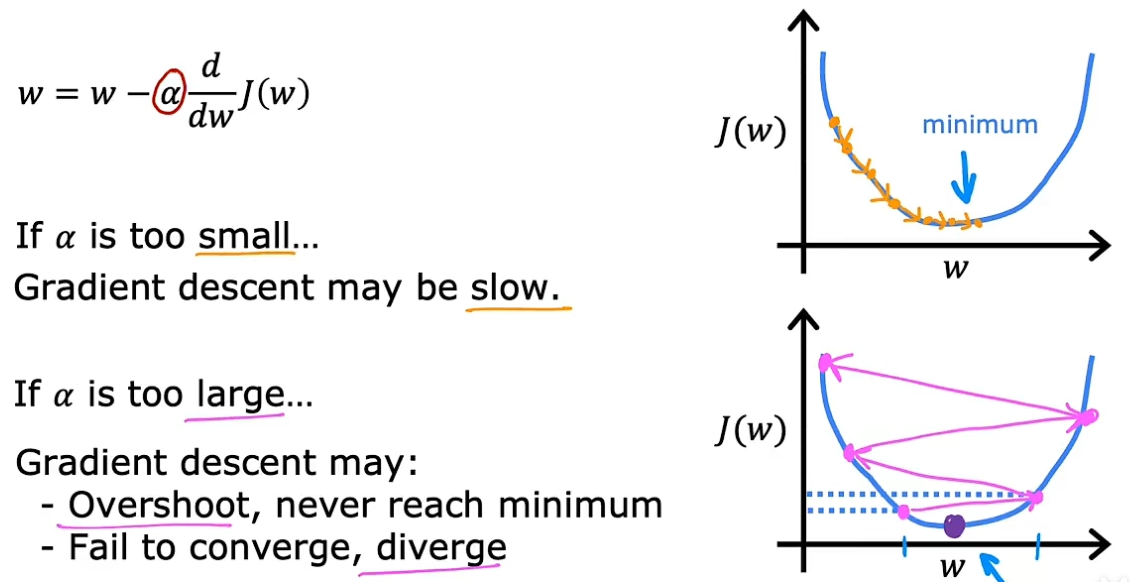 w = w − α d/dw J(w)
If α is too small...
Gradient descent may be slow.
If α is too large...
Gradient descent may:
- Overshoot, never reach minimum
- Fail to converge, diverge
J(w)
minimum
w
J(w)
w